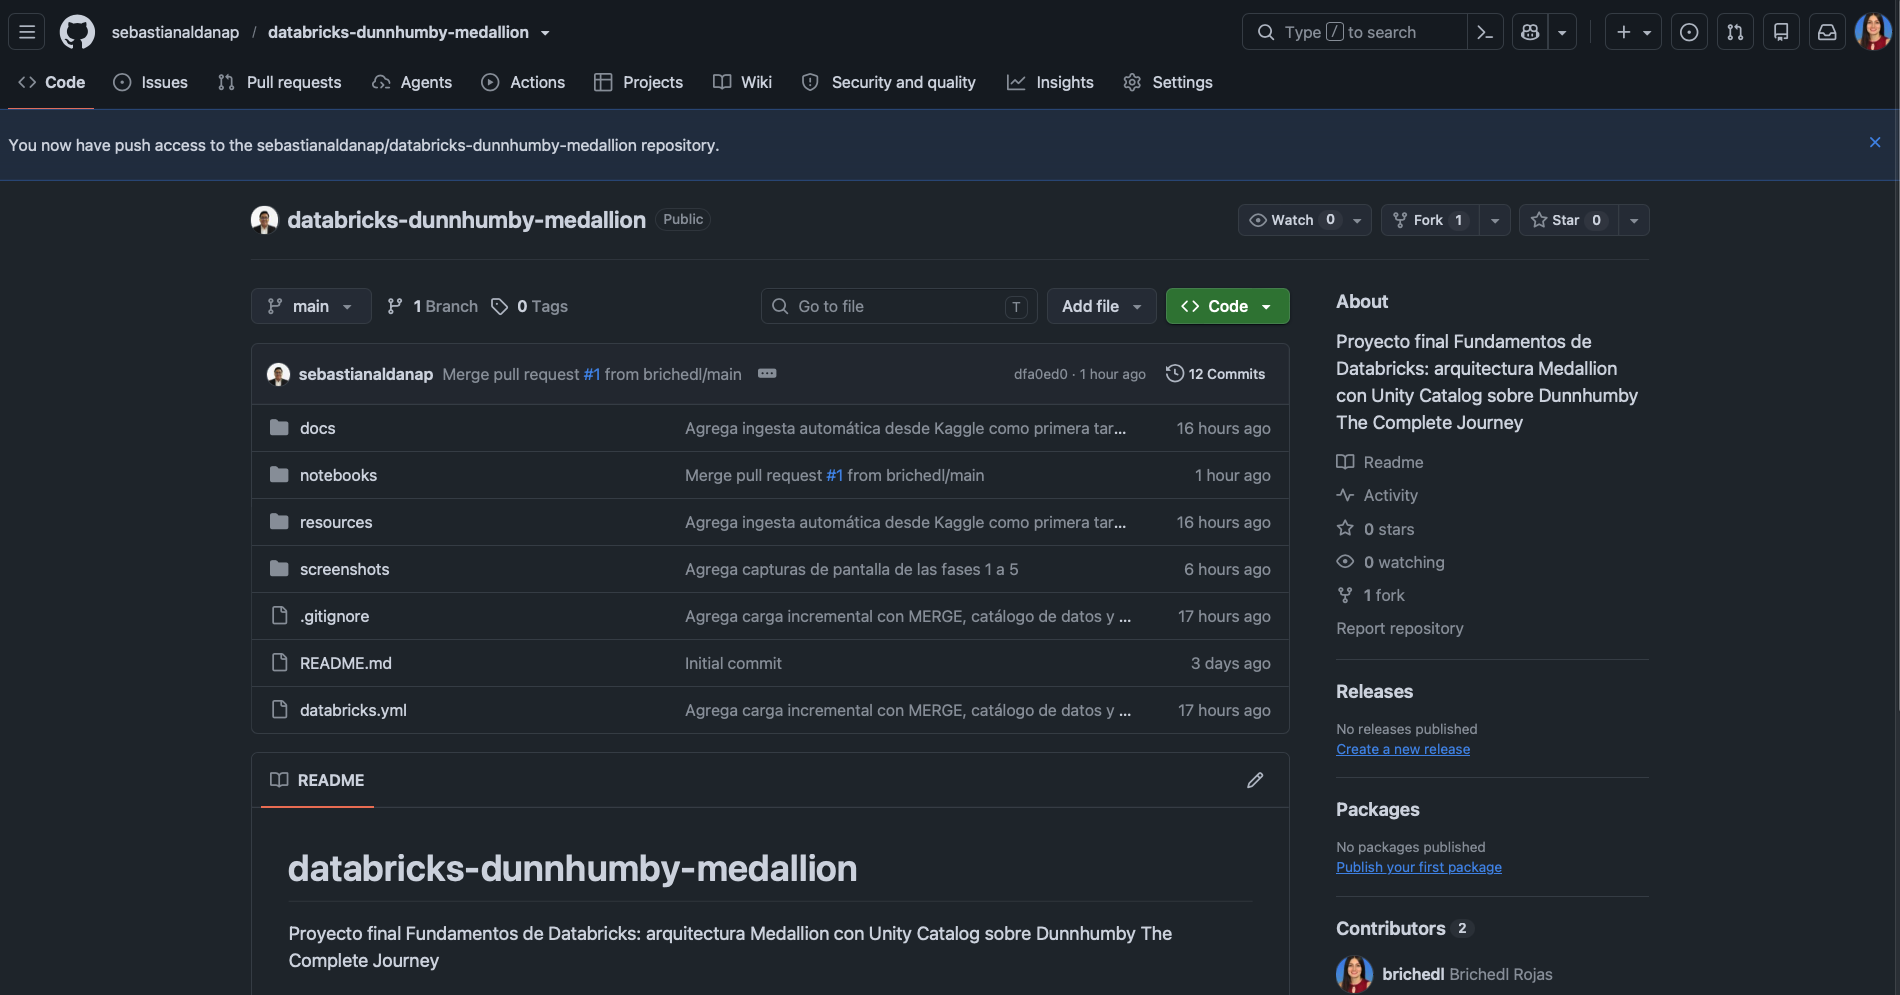 sebastianaldanap / databricks-dunnhumby-medallion
Type / to search
Code
Issues
Pull requests
Agents
Actions
Projects
Wiki
Security and quality
Insights
Settings
You now have push access to the sebastianaldanap/databricks-dunnhumby-medallion repository.
databricks-dunnhumby-medallion Public
Watch 0
Fork 1
Star 0
main
1 Branch
0 Tags
Go to file
T
Add file
Code
sebastianaldanap Merge pull request #1 from brichedl/main
dfa0ed0 · 1 hour ago
12 Commits
docs Agrega ingesta automática desde Kaggle como primera tar... 16 hours ago
notebooks Merge pull request #1 from brichedl/main 1 hour ago
resources Agrega ingesta automática desde Kaggle como primera tar... 16 hours ago
screenshots Agrega capturas de pantalla de las fases 1 a 5 6 hours ago
.gitignore Agrega carga incremental con MERGE, catálogo de datos y ... 17 hours ago
README.md Initial commit 3 days ago
databricks.yml Agrega carga incremental con MERGE, catálogo de datos y ... 17 hours ago
README
databricks-dunnhumby-medallion
Proyecto final Fundamentos de Databricks: arquitectura Medallion con Unity Catalog sobre Dunnhumby The
Complete Journey
About
Proyecto final Fundamentos de
Databricks: arquitectura Medallion
con Unity Catalog sobre Dunnhumby
The Complete Journey
Readme
Activity
0 stars
0 watching
1 fork
Report repository
Releases
No releases published
Create a new release
Packages
No packages published
Publish your first package
Contributors 2
brichedl Brichedl Rojas